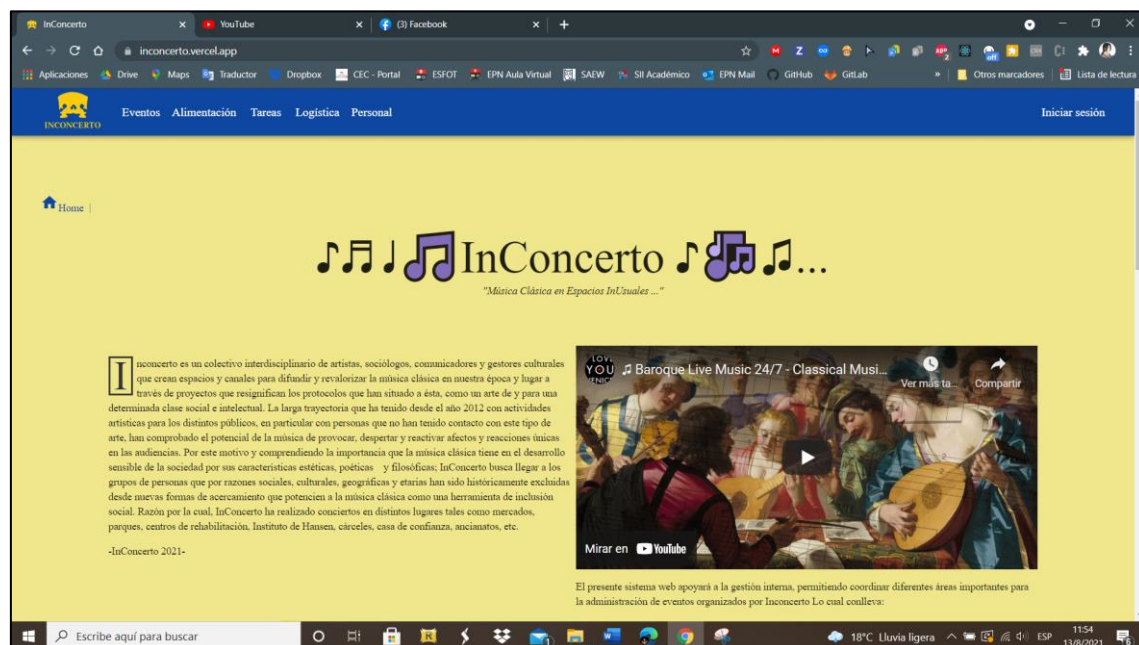 InConcerto
YouTube
(3) Facebook
inconcerto.vercel.app
Aplicaciones Drive Maps Traductor Dropbox CEC - Portal ESFOT EPN Aula Virtual SAEW SII Académico EPN Mail GitHub GitLab » Otros marcadores Lista de lectura
INCONCERTO
Eventos Alimentación Tareas Logística Personal Iniciar sesión
Home |
InConcerto ...
"Música Clásica en Espacios InUsuales ..."
Inconcerto es un colectivo interdisciplinario de artistas, sociólogos, comunicadores y gestores culturales
que crean espacios y canales para difundir y revalorizar la música clásica en nuestra época y lugar a
través de proyectos que resignifican los protocolos que han situado a ésta, como un arte de y para una
determinada clase social e intelectual. La larga trayectoria que ha tenido desde el año 2012 con actividades
artísticas para los distintos públicos, en particular con personas que no han tenido contacto con este tipo de
arte, han comprobado el potencial de la música de provocar, despertar y reactivar afectos y reacciones únicas
en las audiencias. Por este motivo y comprendiendo la importancia que la música clásica tiene en el desarrollo
sensible de la sociedad por sus características estéticas, poéticas y filosóficas; InConcerto busca llegar a los
grupos de personas que por razones sociales, culturales, geográficas y etarias han sido históricamente excluidas
desde nuevas formas de acercamiento que potencien a la música clásica como una herramienta de inclusión
social. Razón por la cual, InConcerto ha realizado conciertos en distintos lugares tales como mercados,
parques, centros de rehabilitación, Instituto de Hansen, cárceles, casa de confianza, ancianatos, etc.
-InConcerto 2021-
LOVE
YOU
VENICE
Baroque Live Music 24/7 - Classical Musi...
Ver más ta... Compartir
Mirar en YouTube
El presente sistema web apoyará a la gestión interna, permitiendo coordinar diferentes áreas importantes para
la administración de eventos organizados por Inconcerto Lo cual conlleva:
Escribe aquí para buscar
18°C Lluvia ligera ESP 11:54
13/8/2021